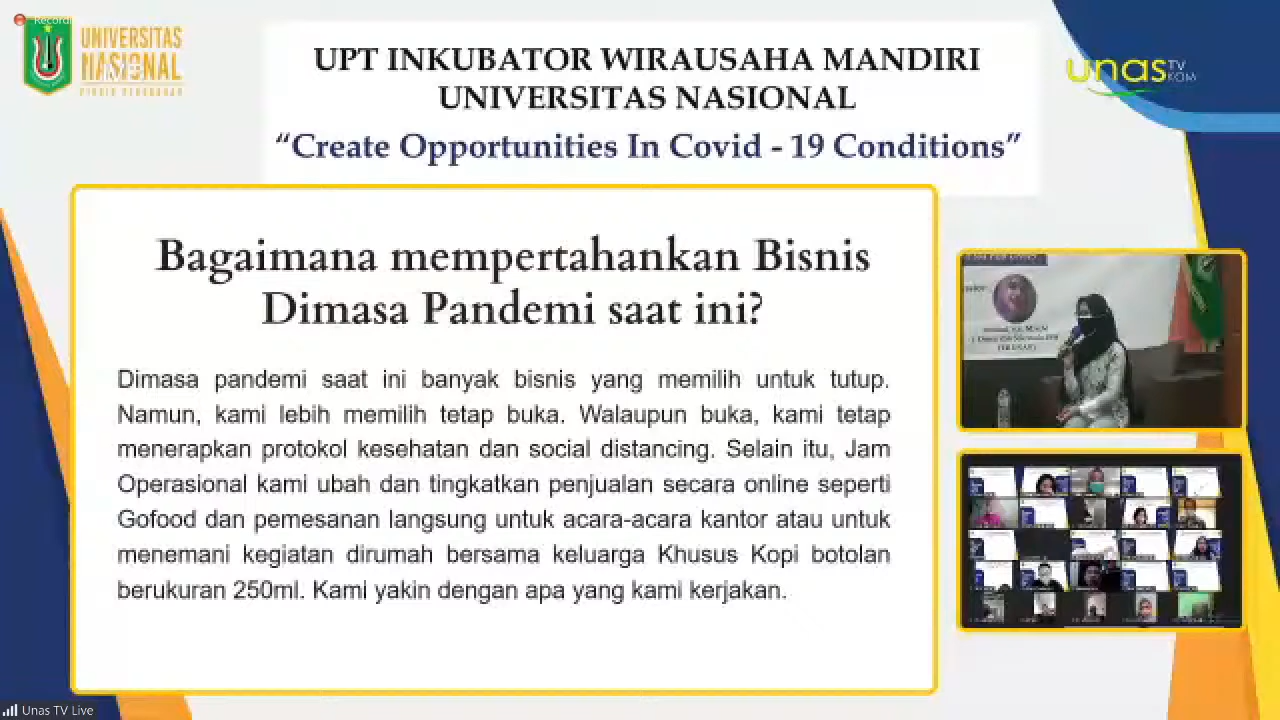 Recordi
UNIVERSITAS
NASIONAL
UPT INKUBATOR WIRAUSAHA MANDIRI
UNIVERSITAS NASIONAL
“Create Opportunities In Covid - 19 Conditions”
unas TV
KOM
Bagaimana mempertahankan Bisnis
Dimasa Pandemi saat ini?
Dimasa pandemi saat ini banyak bisnis yang memilih untuk tutup.
Namun, kami lebih memilih tetap buka. Walaupun buka, kami tetap
menerapkan protokol kesehatan dan social distancing. Selain itu, Jam
Operasional kami ubah dan tingkatkan penjualan secara online seperti
Gofood dan pemesanan langsung untuk acara-acara kantor atau untuk
menemani kegiatan dirumah bersama keluarga Khusus Kopi botolan
berukuran 250ml. Kami yakin dengan apa yang kami kerjakan.
Unas TV Live